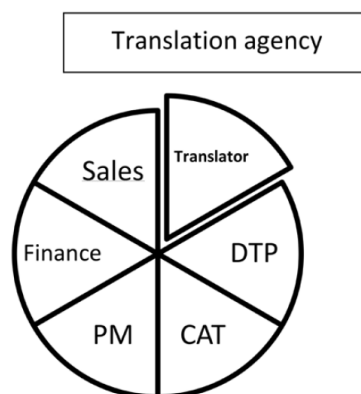 Translation agency
Sales
Translator
Finance
DTP
PM
CAT